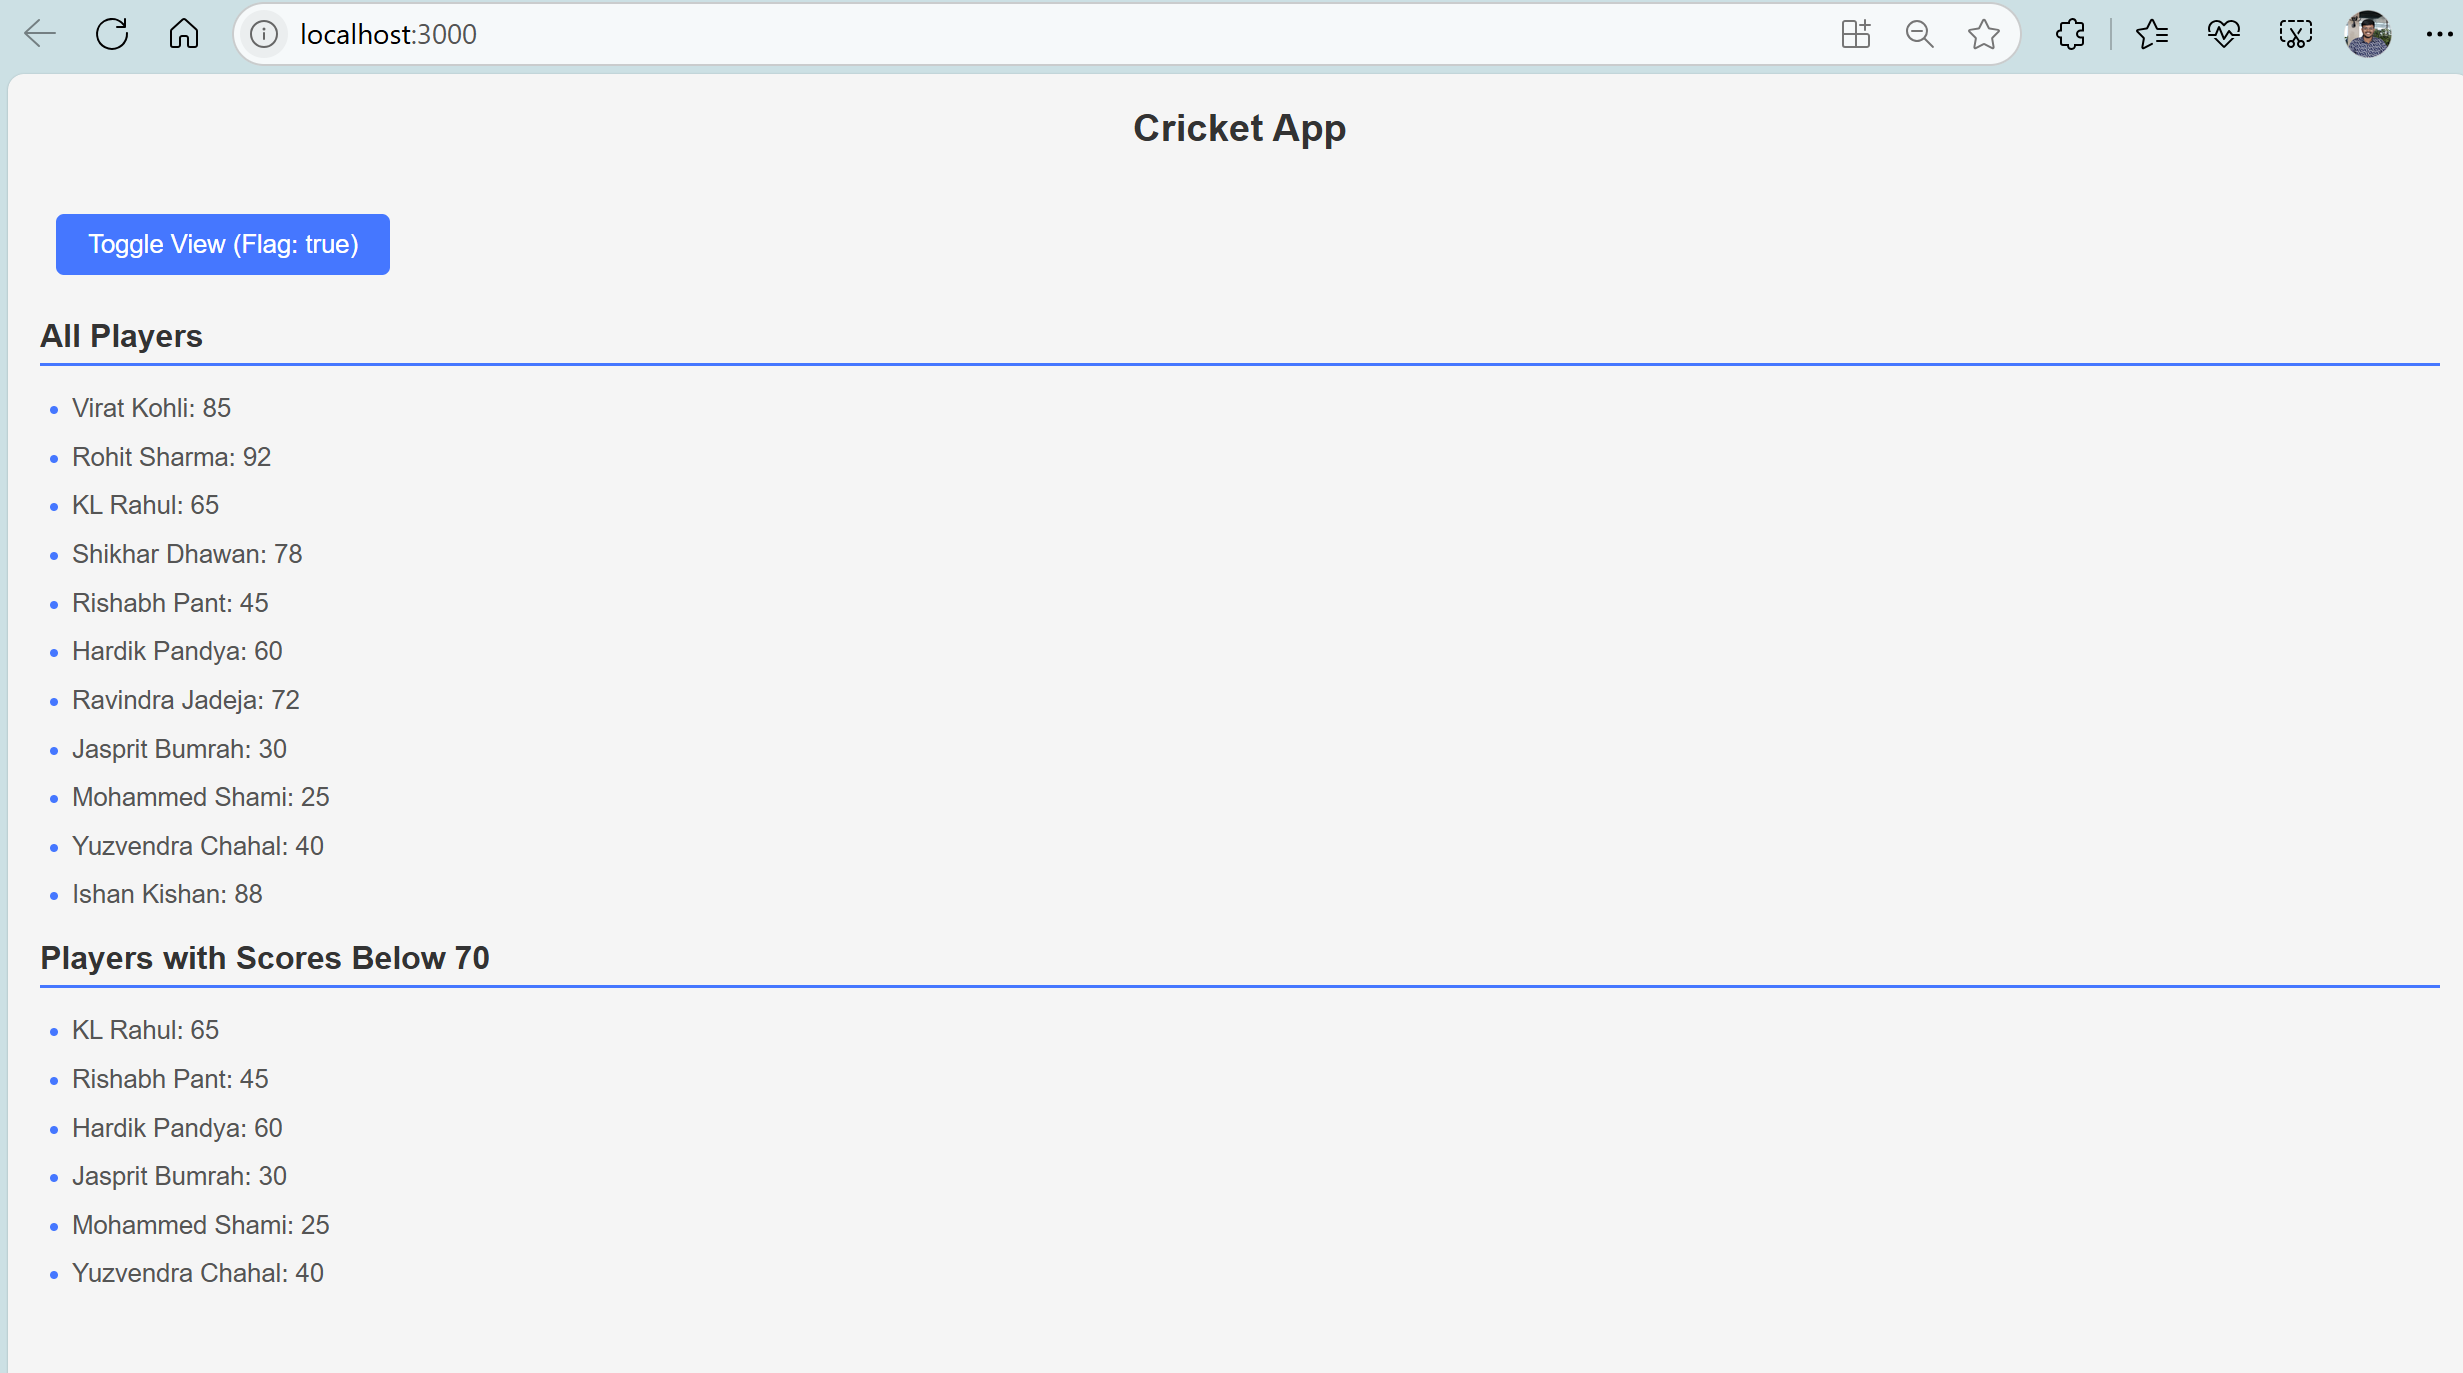 localhost:3000
Cricket App
Toggle View (Flag: true)
All Players
Virat Kohli: 85
Rohit Sharma: 92
KL Rahul: 65
Shikhar Dhawan: 78
Rishabh Pant: 45
Hardik Pandya: 60
Ravindra Jadeja: 72
Jasprit Bumrah: 30
Mohammed Shami: 25
Yuzvendra Chahal: 40
Ishan Kishan: 88
Players with Scores Below 70
KL Rahul: 65
Rishabh Pant: 45
Hardik Pandya: 60
Jasprit Bumrah: 30
Mohammed Shami: 25
Yuzvendra Chahal: 40